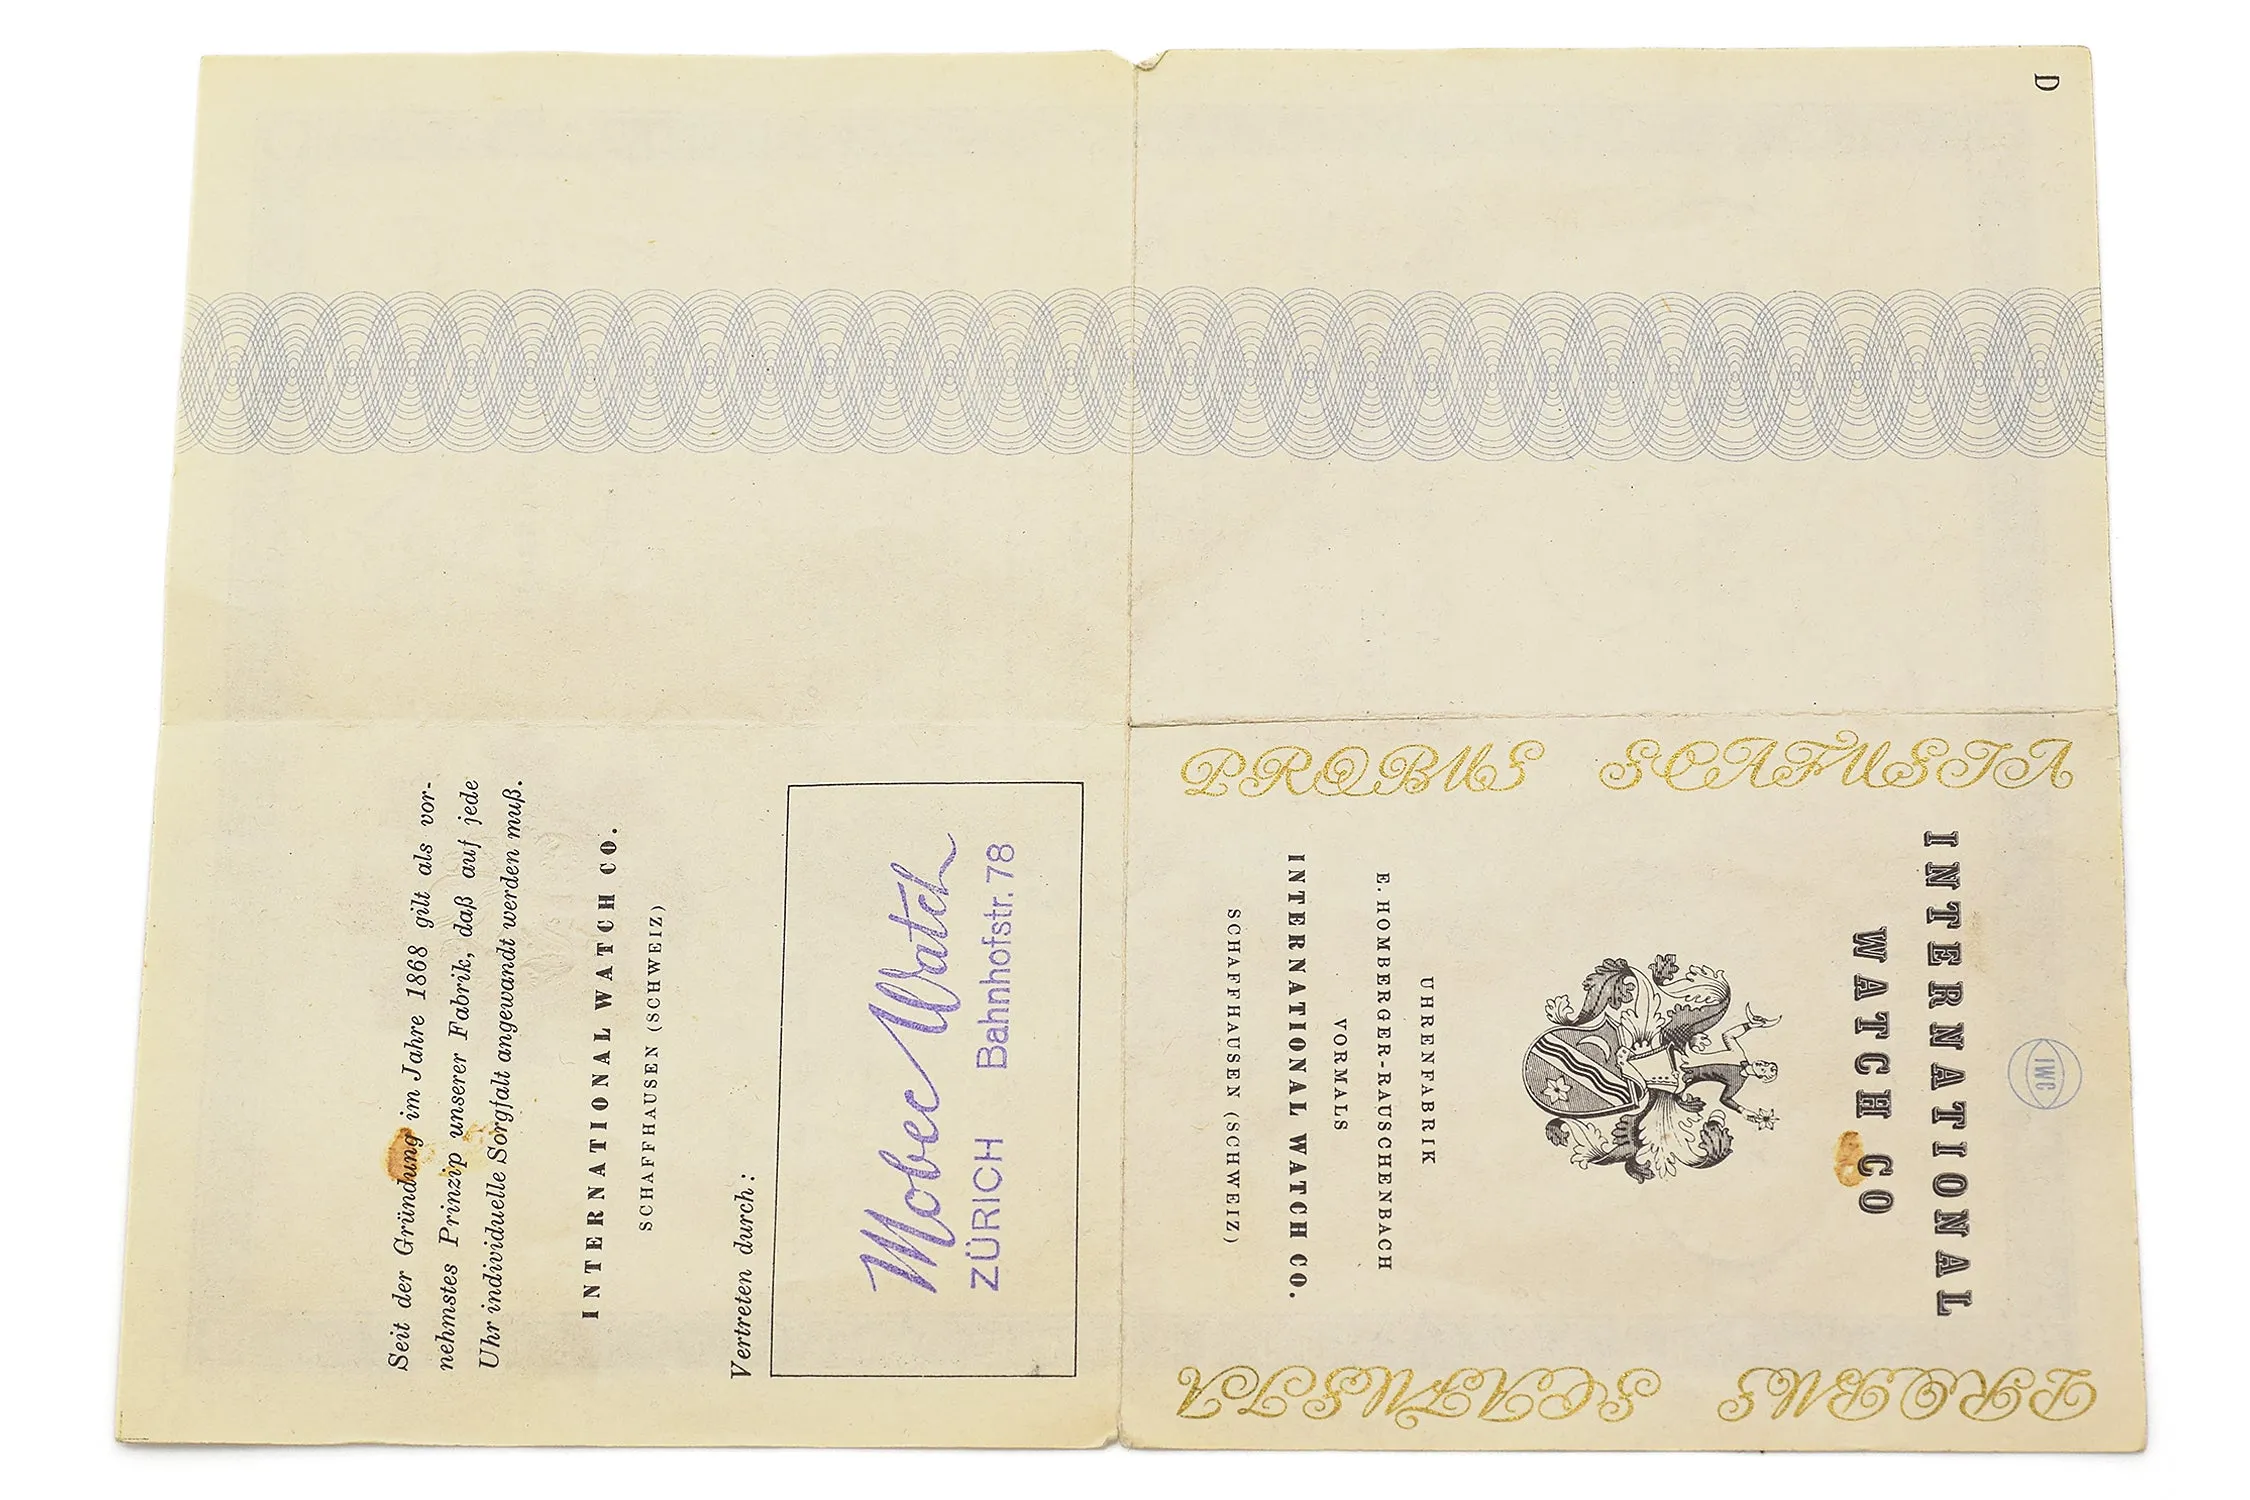 D
PROBUS SCAFUSIA
IWC
INTERNATIONAL
WATCH CO
UHRENFABRIK
E. HOMBERGER-RAUSCHENBACH
VORMALS
INTERNATIONAL WATCH CO.
SCHAFFHAUSEN (SCHWEIZ)
PROBUS SCAFUSIA
Seit der Gründung im Jahre 1868 gilt als vor-
nehmstes Prinzip unserer Fabrik, daß auf jede
Uhr individuelle Sorgfalt angewandt werden muß.
INTERNATIONAL WATCH CO.
SCHAFFHAUSEN (SCHWEIZ)
Vertreten durch:
Mobec Watch
ZÜRICH Bahnhofstr. 78